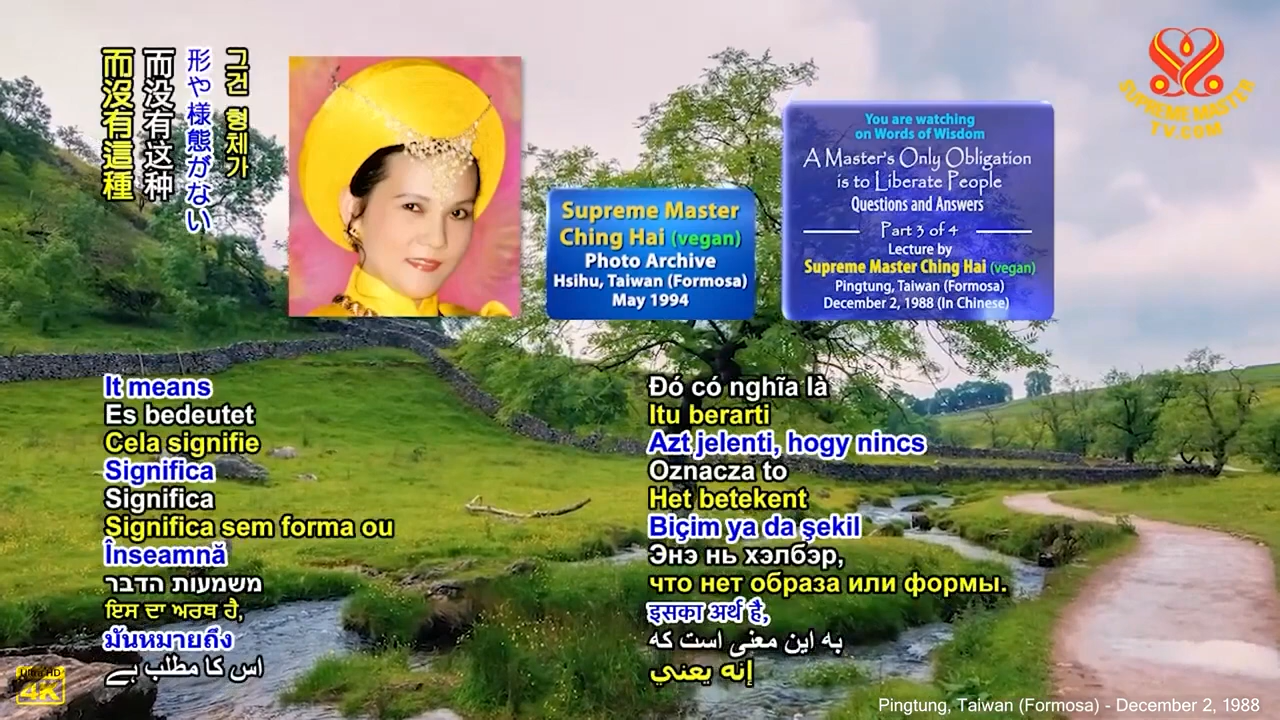 그건 형체가
形や様態がない
而没有这种
而沒有這種
SUPREME MASTER
TV.COM
You are watching
on Words of Wisdom
A Master's Only Obligation
is to Liberate People
Questions and Answers
Part 3 of 4
Lecture by
Supreme Master Ching Hai (vegan)
Pingtung, Taiwan (Formosa)
December 2, 1988 (In Chinese)
Supreme Master
Ching Hai (vegan)
Photo Archive
Hsihu, Taiwan (Formosa)
May 1994
It means
Es bedeutet
Cela signifie
Significa
Significa
Significa sem forma ou
Înseamnă
משמעות הדבר
ਇਸ ਦਾ ਅਰਥ ਹੈ,
มันหมายถึง
اس کا مطلب ہے
Đó có nghĩa là
Itu berarti
Azt jelenti, hogy nincs
Oznacza to
Het betekent
Biçim ya da şekil
Энэ нь хэлбэр,
что нет образа или формы.
इसका अर्थ है,
به این معنی است که
إنه يعني
Ultra HD
4K
Pingtung, Taiwan (Formosa) - December 2, 1988